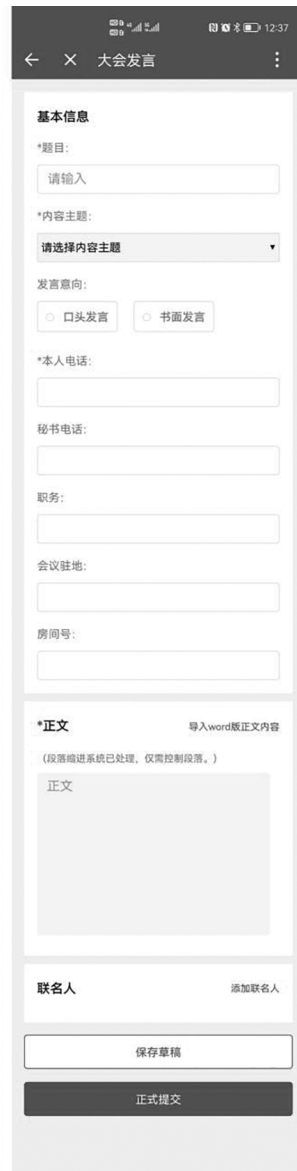 12:37
大会发言
基本信息
*题目:
请输入
*内容主题:
请选择内容主题
发言意向:
口头发言 书面发言
*本人电话:
秘书电话:
职务:
会议驻地:
房间号:
*正文 导入word版正文内容
(段落缩进系统已处理，仅需控制段落。)
正文
联名人 添加联名人
保存草稿
正式提交